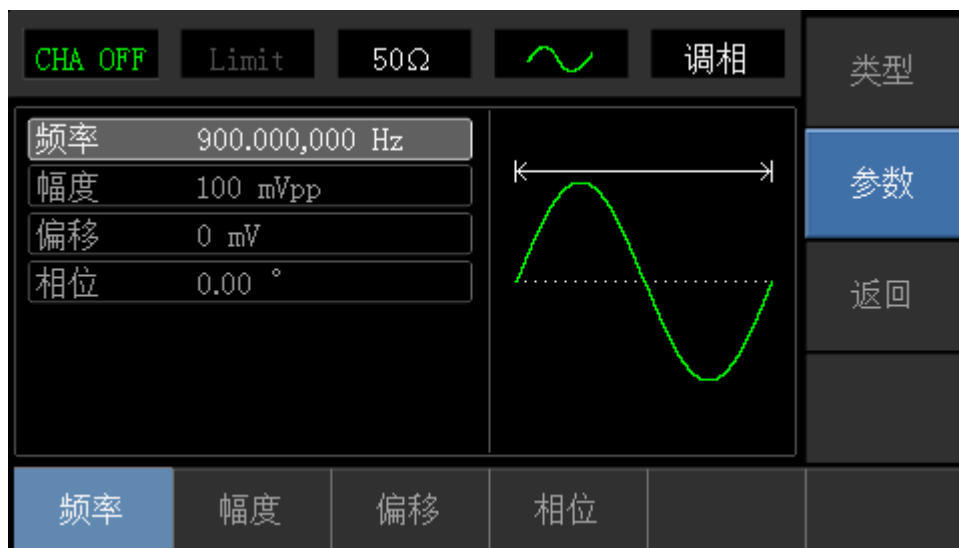 CHA OFF Limit 50Ω 调相
类型
频率 900.000,000 Hz
幅度 100 mVpp
参数
偏移 0 mV
相位 0.00 °
返回
频率 幅度 偏移 相位